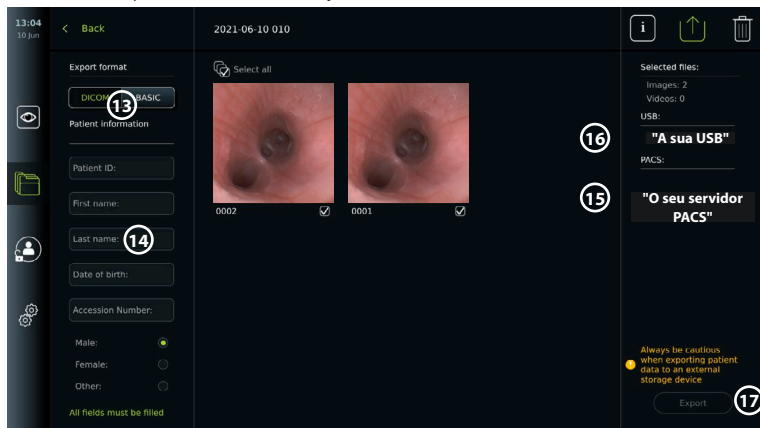 13:04
10 Jun
Back
2021-06-10 010
i
Export format
DICOM
BASIC
13
Patient information
Patient ID:
First name:
Last name:
14
Date of birth:
Accession Number:
Male:
Female:
Other:
All fields must be filled
Select all
0002
0001
Selected files:
Images: 2
Videos: 0
USB:
16
"A sua USB"
PACS:
15
"O seu servidor
PACS"
Always be cautious
when exporting patient
data to an external
storage device
Export
17